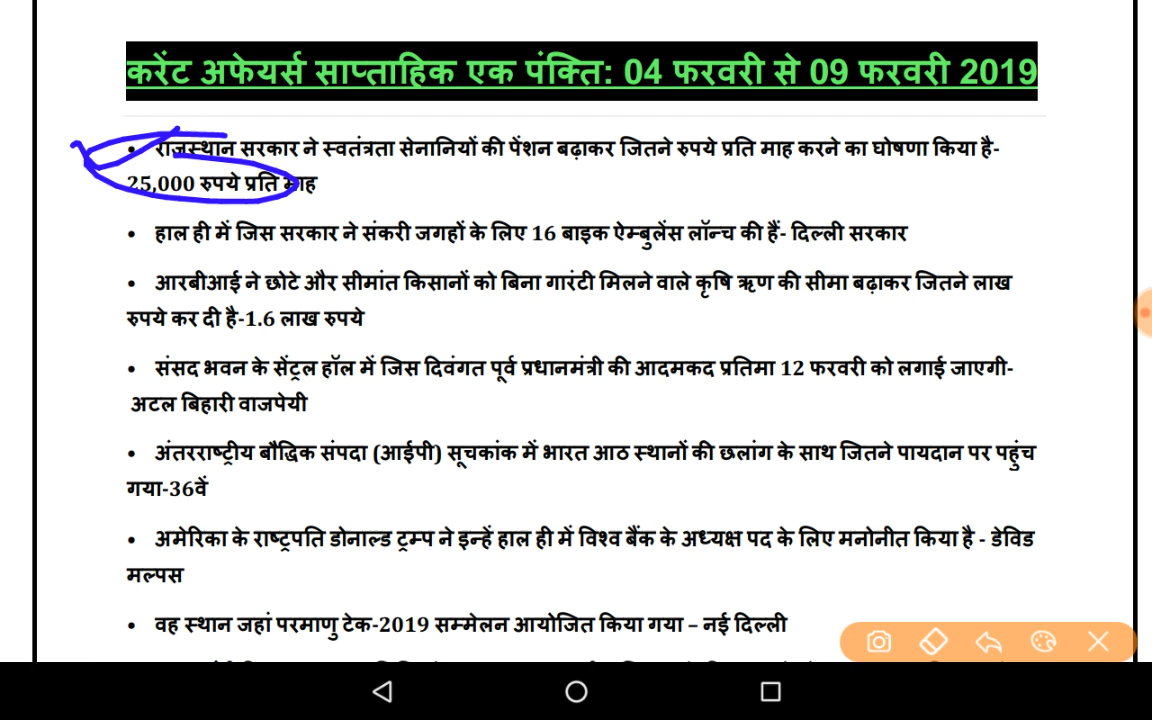 करेंट अफेयर्स साप्ताहिक एक पंक्ति: 04 फरवरी से 09 फरवरी 2019
• राजस्थान सरकार ने स्वतंत्रता सेनानियों की पेंशन बढ़ाकर जितने रुपये प्रति माह करने का घोषणा किया है-
25,000 रुपये प्रति माह
• हाल ही में जिस सरकार ने संकरी जगहों के लिए 16 बाइक ऐम्बुलेंस लॉन्च की हैं- दिल्ली सरकार
• आरबीआई ने छोटे और सीमांत किसानों को बिना गारंटी मिलने वाले कृषि ऋण की सीमा बढ़ाकर जितने लाख
रुपये कर दी है-1.6 लाख रुपये
• संसद भवन के सेंट्रल हॉल में जिस दिवंगत पूर्व प्रधानमंत्री की आदमकद प्रतिमा 12 फरवरी को लगाई जाएगी-
अटल बिहारी वाजपेयी
• अंतरराष्ट्रीय बौद्धिक संपदा (आईपी) सूचकांक में भारत आठ स्थानों की छलांग के साथ जितने पायदान पर पहुंच
गया-36वें
• अमेरिका के राष्ट्रपति डोनाल्ड ट्रम्प ने इन्हें हाल ही में विश्व बैंक के अध्यक्ष पद के लिए मनोनीत किया है - डेविड
मल्पस
• वह स्थान जहां परमाणु टेक-2019 सम्मेलन आयोजित किया गया – नई दिल्ली